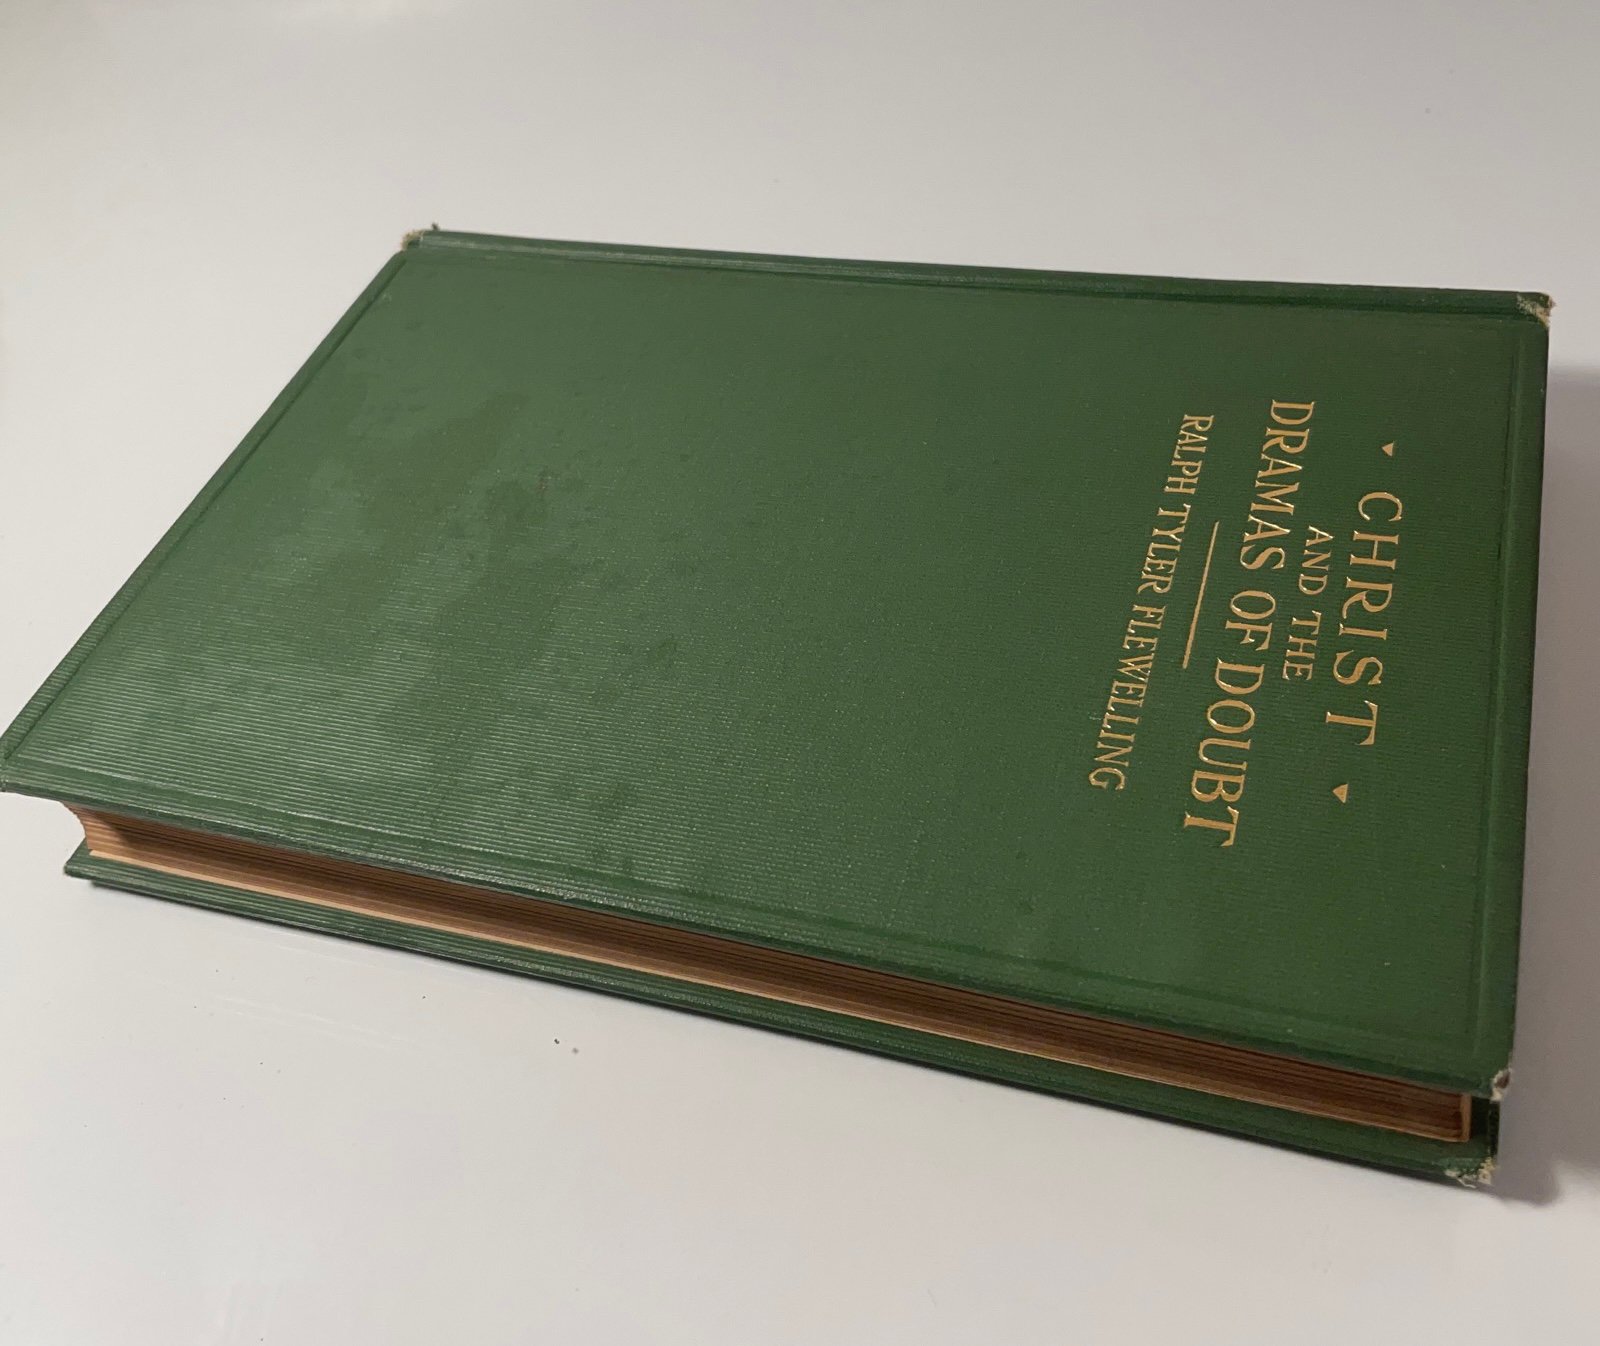 CHRIST
AND THE
DRAMAS OF DOUBT
RALPH TYLER FLEWELLING